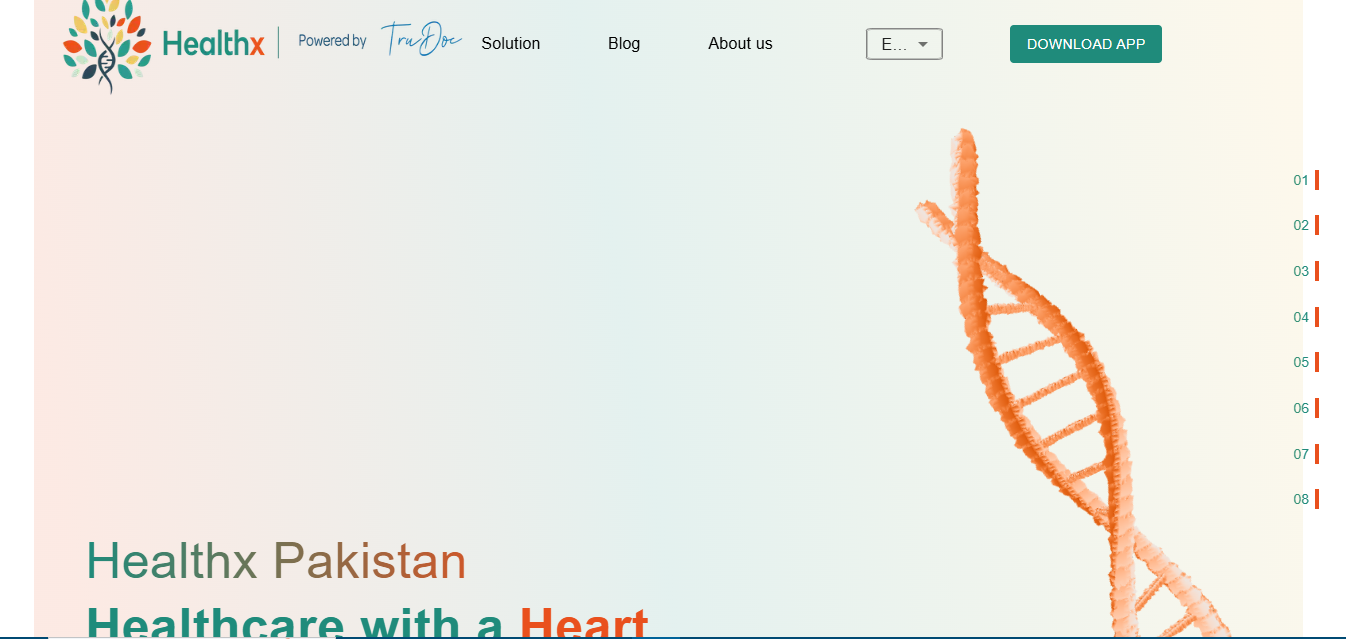 Healthx
Powered by TruDoc
Solution
Blog
About us
E...
DOWNLOAD APP
01
02
03
04
05
06
07
08
Healthx Pakistan
Healthcare with a Heart